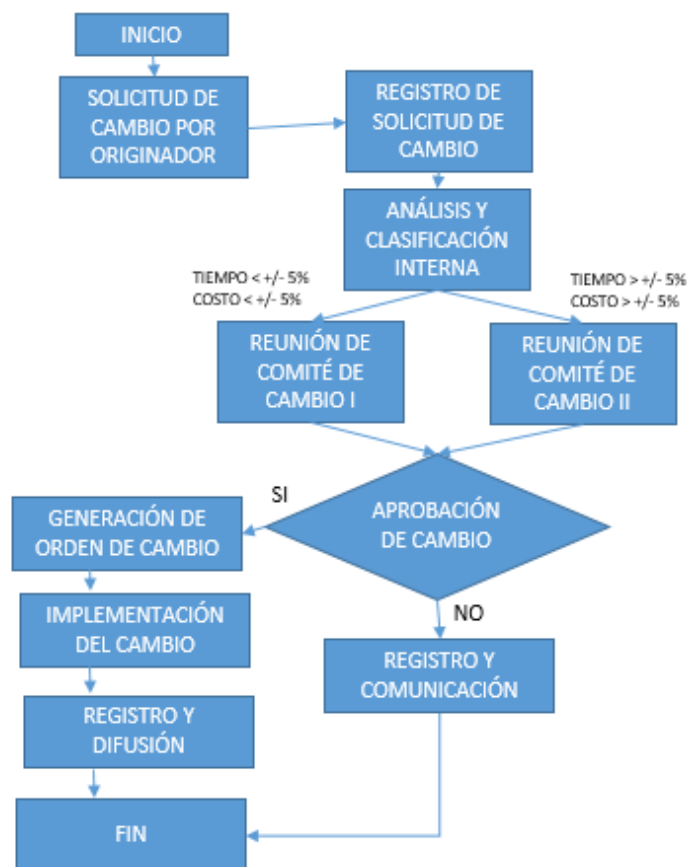 INICIO
SOLICITUD DE
CAMBIO POR
ORIGINADOR
REGISTRO DE
SOLICITUD DE
CAMBIO
ANÁLISIS Y
CLASIFICACIÓN
INTERNA
TIEMPO < +/- 5%
COSTO < +/- 5%
TIEMPO > +/- 5%
COSTO > +/- 5%
REUNIÓN DE
COMITÉ DE
CAMBIO I
REUNIÓN DE
COMITÉ DE
CAMBIO II
APROBACIÓN
DE CAMBIO
SI
GENERACIÓN DE
ORDEN DE CAMBIO
IMPLEMENTACIÓN
DEL CAMBIO
REGISTRO Y
DIFUSIÓN
NO
REGISTRO Y
COMUNICACIÓN
FIN